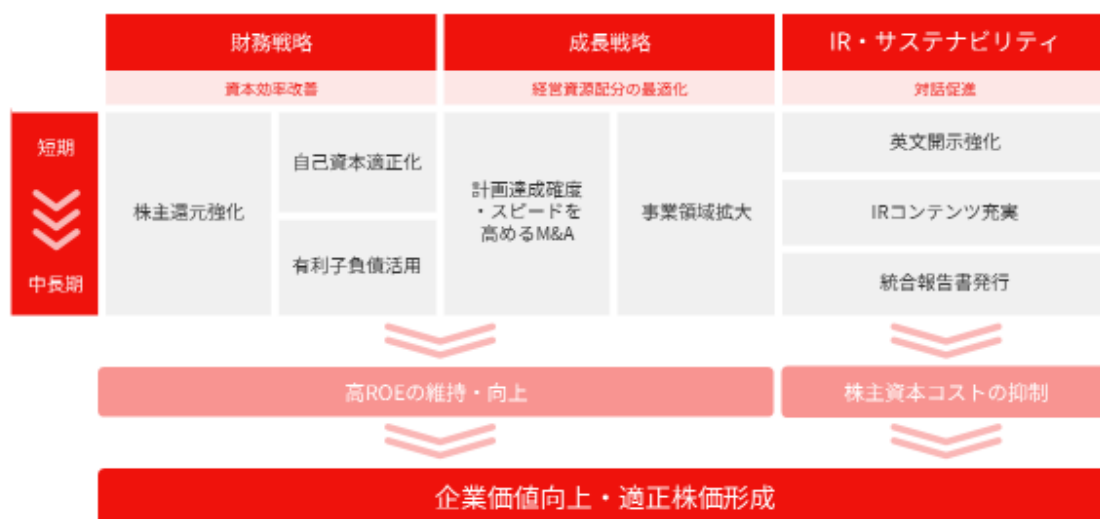 財務戦略
成長戦略
IR・サステナビリティ
資本効率改善
経営資源配分の最適化
対話促進
短期
中長期
株主還元強化
自己資本適正化
有利子負債活用
計画達成確度
・スピードを
高めるM&A
事業領域拡大
英文開示強化
IRコンテンツ充実
統合報告書発行
高ROEの維持・向上
株主資本コストの抑制
企業価値向上・適正株価形成